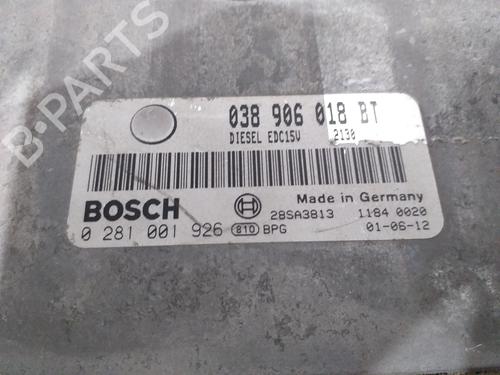 B-PARTS
038 906 018 BT
DIESEL EDC15V 2130
Made in Germany
BOSCH 28SA3813 1184 0020
0 281 001 926 810 BPG 01-06-12